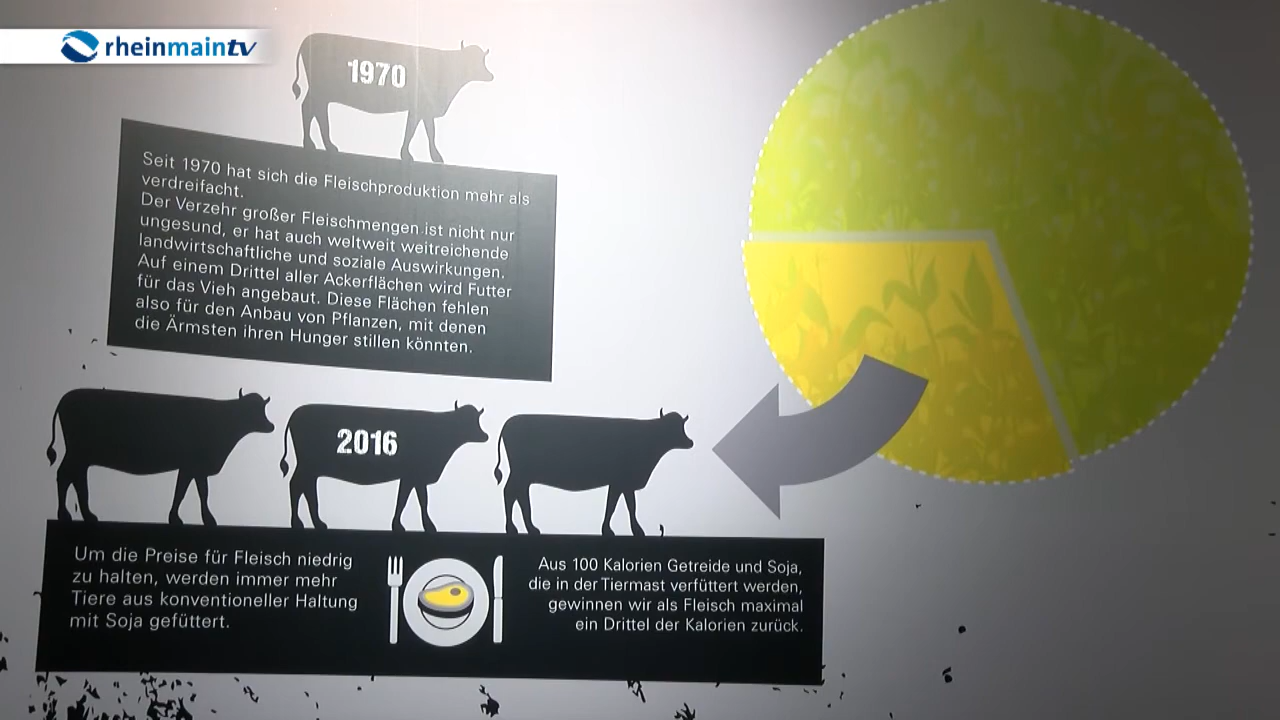 rheinmaintv
1970
Seit 1970 hat sich die Fleischproduktion mehr als
verdreifacht.
Der Verzehr großer Fleischmengen ist nicht nur
ungesund, er hat auch weltweit weitreichende
landwirtschaftliche und soziale Auswirkungen.
Auf einem Drittel aller Ackerflächen wird Futter
für das Vieh angebaut. Diese Flächen fehlen
also für den Anbau von Pflanzen, mit denen
die Ärmsten ihren Hunger stillen könnten.
2016
Um die Preise für Fleisch niedrig
zu halten, werden immer mehr
Tiere aus konventioneller Haltung
mit Soja gefüttert.
Aus 100 Kalorien Getreide und Soja,
die in der Tiermast verfüttert werden,
gewinnen wir als Fleisch maximal
ein Drittel der Kalorien zurück.